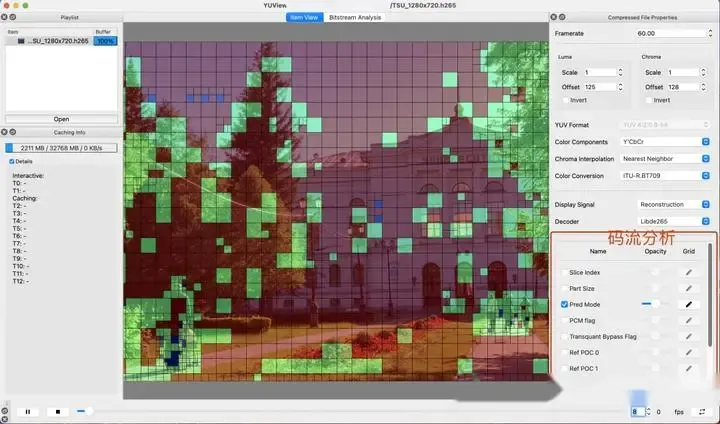 YUView
/TSU_1280x720.h265
Playlist
Item
Buffer
...SU_1280x720.h265
100%
Open
Caching Info
2211 MB / 32768 MB / 0 KB/s
Details
Interactive:
T0: -
T1: -
Caching:
T2: -
T3: -
T4: -
T5: -
T6: -
T7: -
T8: -
T9: -
T10: -
T11: -
T12: -
Item View
Bitstream Analysis
Compressed File Properties
Framerate
60.00
Luma
Chroma
Scale 1
Scale 1
Offset 125
Offset 128
Invert
Invert
YUV Format
YUV 4:2:0 8-bit
Color Components
Y'CbCr
Chroma Interpolation
Nearest Neighbor
Color Conversion
ITU-R.BT709
Display Signal
Reconstruction
Decoder
Libde265
码流分析
Name
Opacity
Grid
Slice Index
Part Size
Pred Mode
PCM flag
Transquant Bypass Flag
Ref POC 0
Ref POC 1
8
0
fps